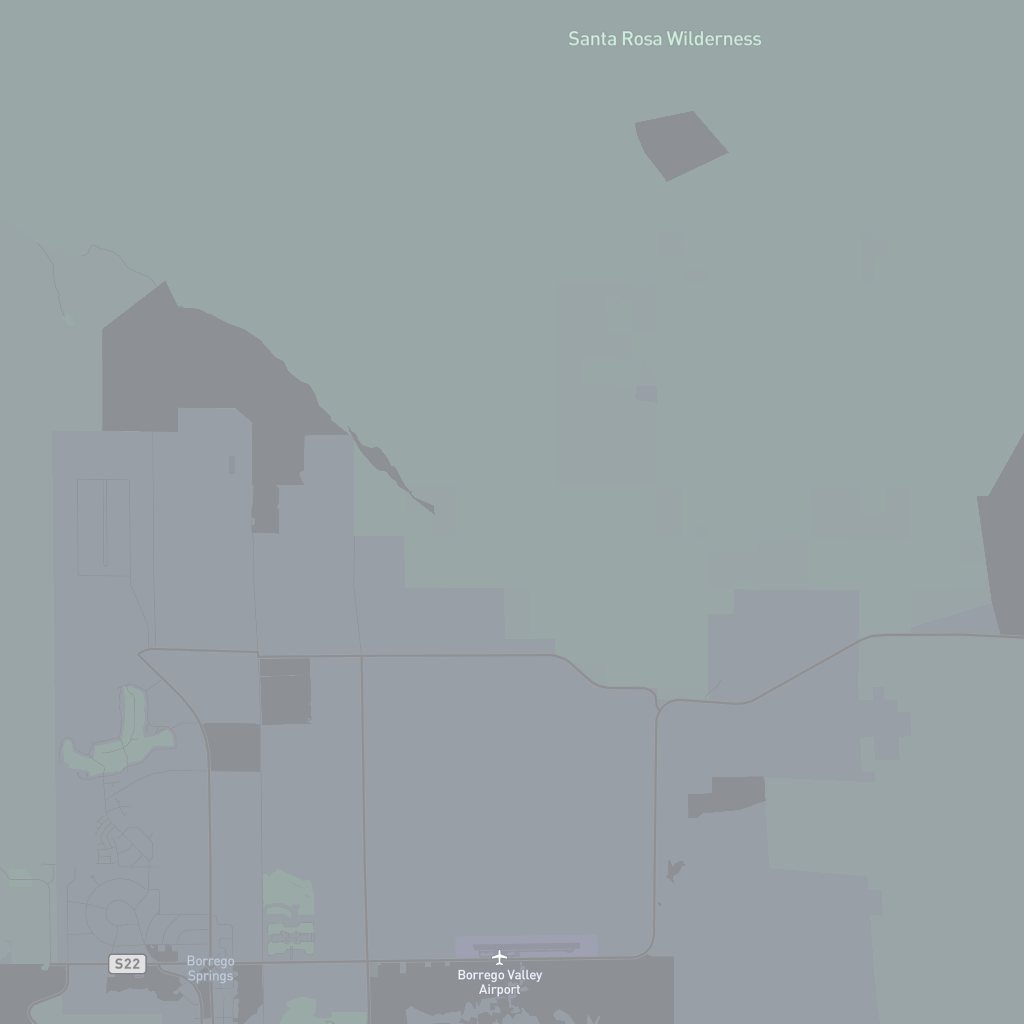 Santa Rosa Wilderness
S22
Borrego
Springs
Borrego Valley
Airport